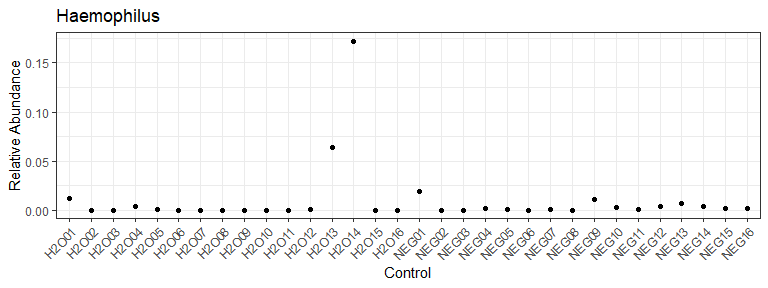 Haemophilus
Relative Abundance
0.15
0.10
0.05
0.00
H2O01 H2O02 H2O03 H2O04 H2O05 H2O06 H2O07 H2O08 H2O09 H2O10 H2O11 H2O12 H2O13 H2O14 H2O15 H2O16 NEG01 NEG02 NEG03 NEG04 NEG05 NEG06 NEG07 NEG08 NEG09 NEG10 NEG11 NEG12 NEG13 NEG14 NEG15 NEG16
Control